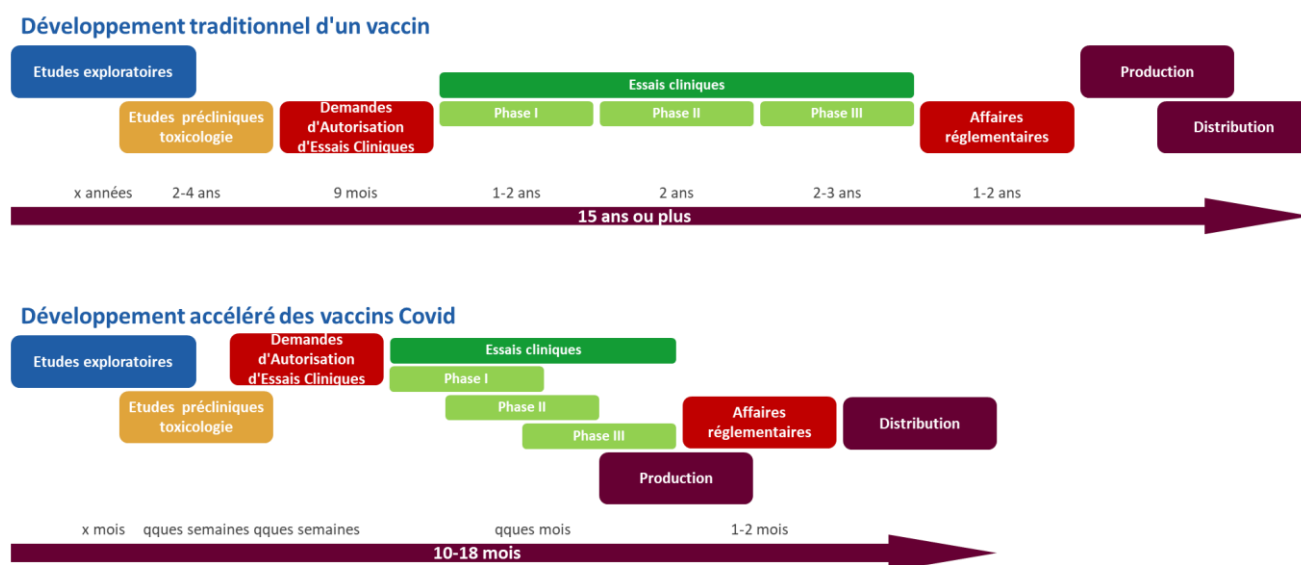 Développement traditionnel d'un vaccin
Etudes exploratoires
Production
Essais cliniques
Etudes précliniques
toxicologie
Demandes
d'Autorisation
d'Essais Cliniques
Phase I
Phase II
Phase III
Affaires
réglementaires
Distribution
x années
2-4 ans
9 mois
1-2 ans
2 ans
2-3 ans
1-2 ans
15 ans ou plus
Développement accéléré des vaccins Covid
Etudes exploratoires
Demandes
d'Autorisation
d'Essais Cliniques
Essais cliniques
Phase I
Etudes précliniques
toxicologie
Phase II
Phase III
Affaires
réglementaires
Distribution
Production
x mois
qques semaines
qques semaines
qques mois
1-2 mois
10-18 mois